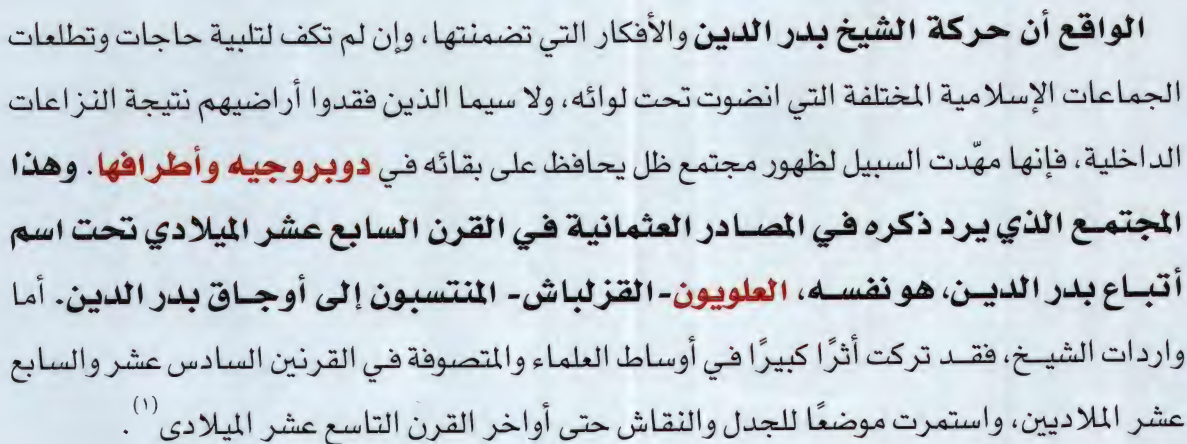 الواقع أن حركة الشيخ بدر الدين والأفكار التي تضمنتها، وإن لم تكف لتلبية حاجات وتطلعات
الجماعات الإسلامية المختلفة التي انضوت تحت لوائه، ولا سيما الذين فقدوا أراضيهم نتيجة النزاعات
الداخلية، فإنها مهّدت السبيل لظهور مجتمع ظل يحافظ على بقائه في دوبروجيه وأطرافها. وهذا
المجتمع الذي يرد ذكره في المصادر العثمانية في القرن السابع عشر الميلادي تحت اسم
أتباع بدر الدين، هو نفسه، العلويون- القزلباش- المنتسبون إلى أوجاق بدر الدين. أما
واردات الشيخ، فقد تركت أثرًا كبيرًا في أوساط العلماء والمتصوفة في القرنين السادس عشر والسابع
عشر الملاديين، واستمرت موضعًا للجدل والنقاش حتى أواخر القرن التاسع عشر الميلادي (١).